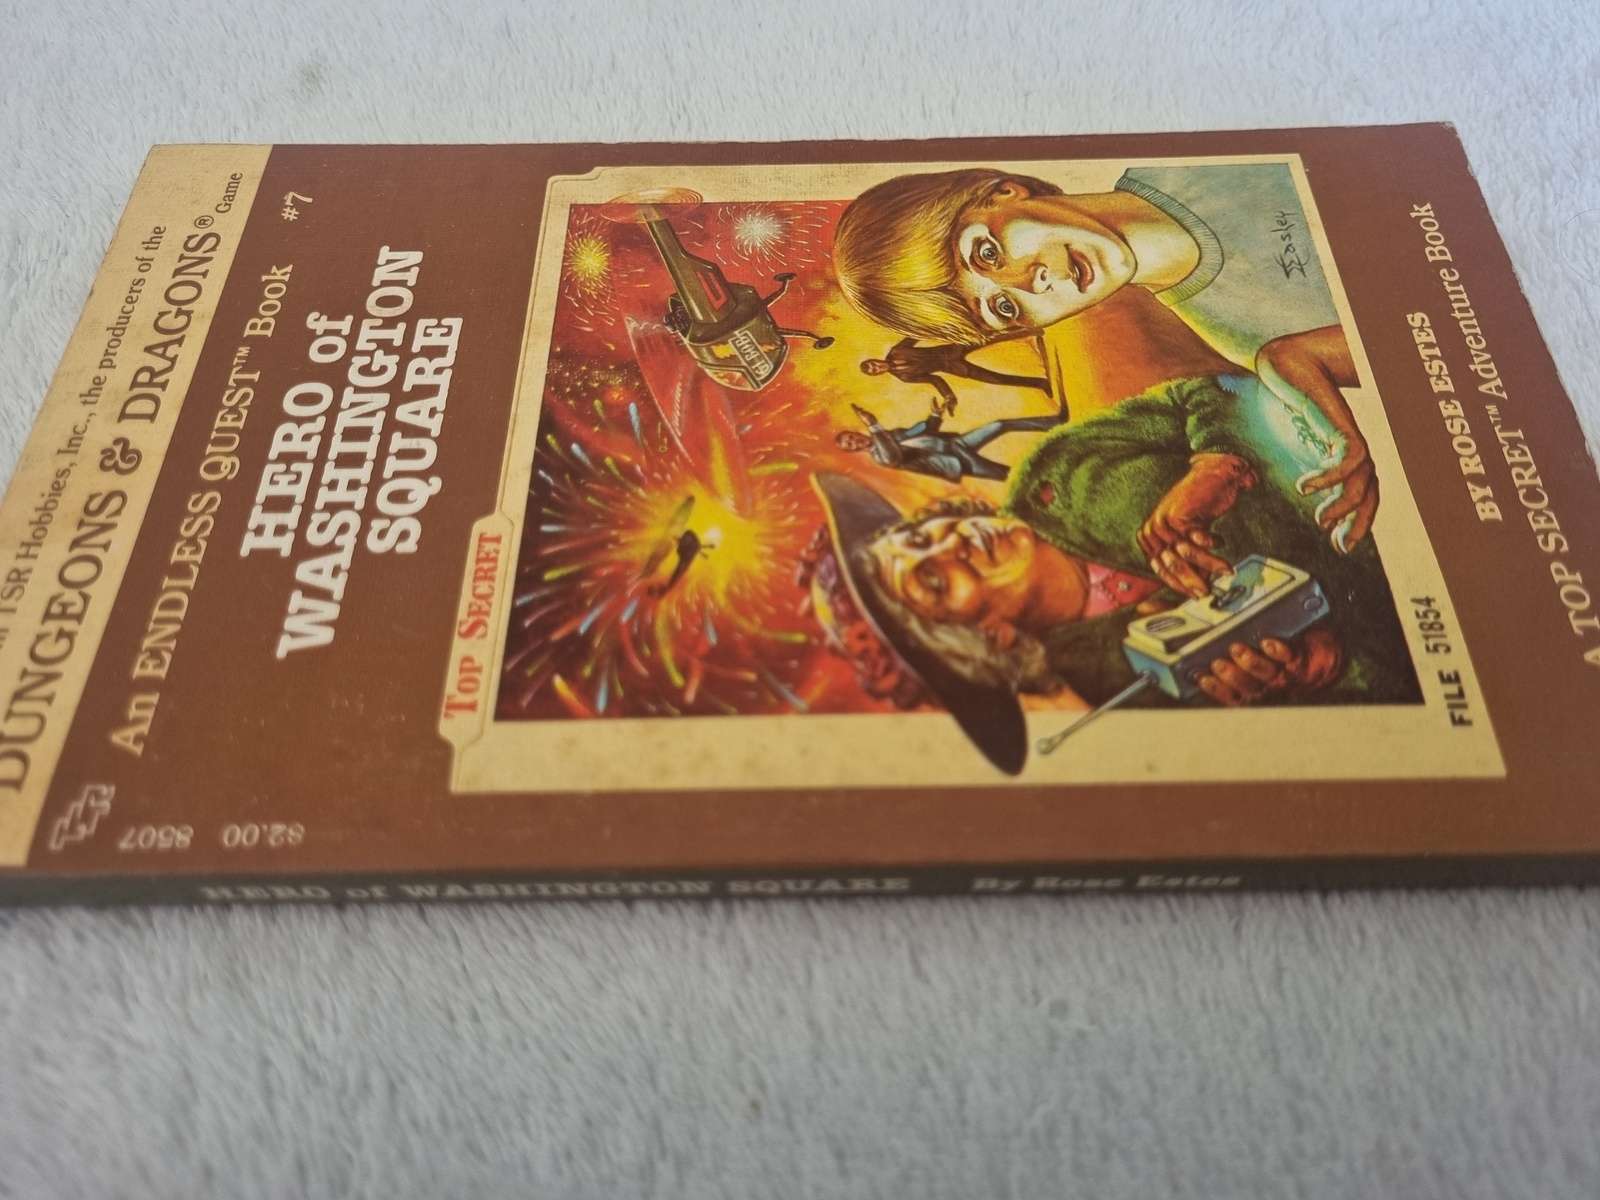 TSR Hobbies, Inc., the producers of the
DUNGEONS & DRAGONS® Game
An ENDLESS QUEST™ Book #7
HERO of
WASHINGTON
SQUARE
TSR
8507
$2.00
TOP SECRET
Easley
FILE 51854
BY ROSE ESTES
A TOP SECRET™ Adventure Book
HERO of WASHINGTON SQUARE By Rose Estes